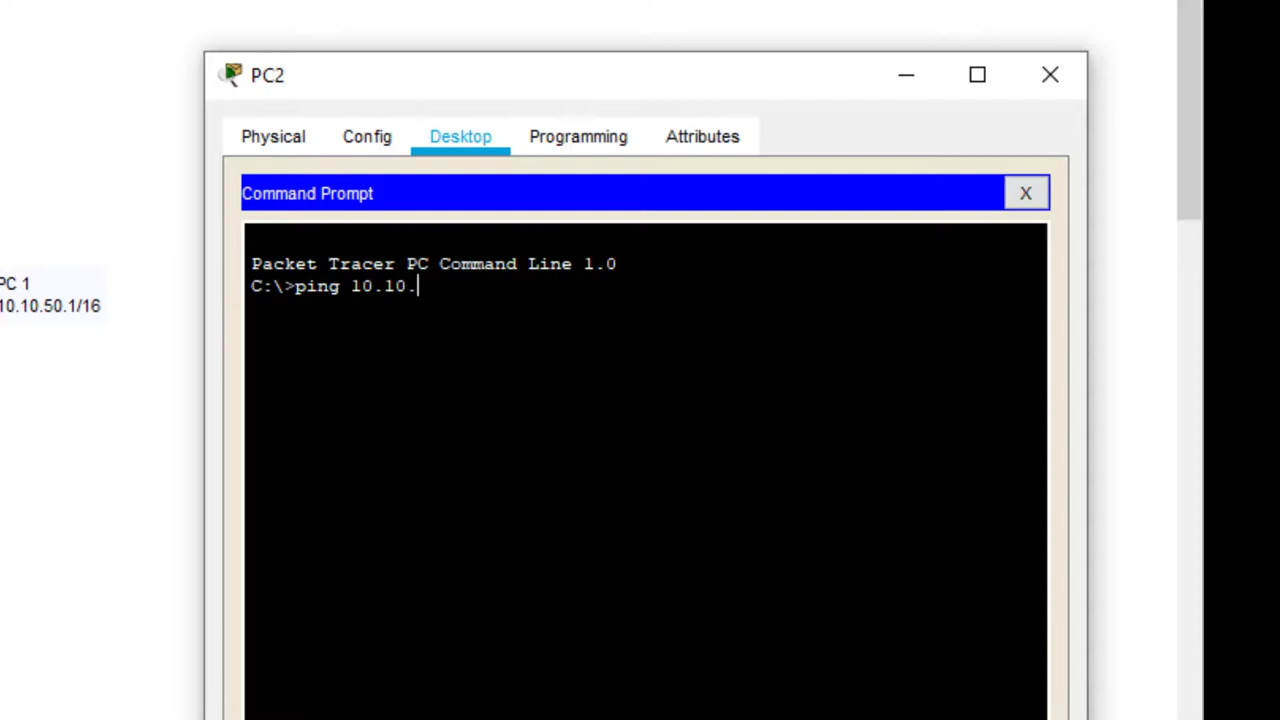 PC2
Physical Config Desktop Programming Attributes
Command Prompt
X
Packet Tracer PC Command Line 1.0
C:\>ping 10.10.
PC 1
10.10.50.1/16